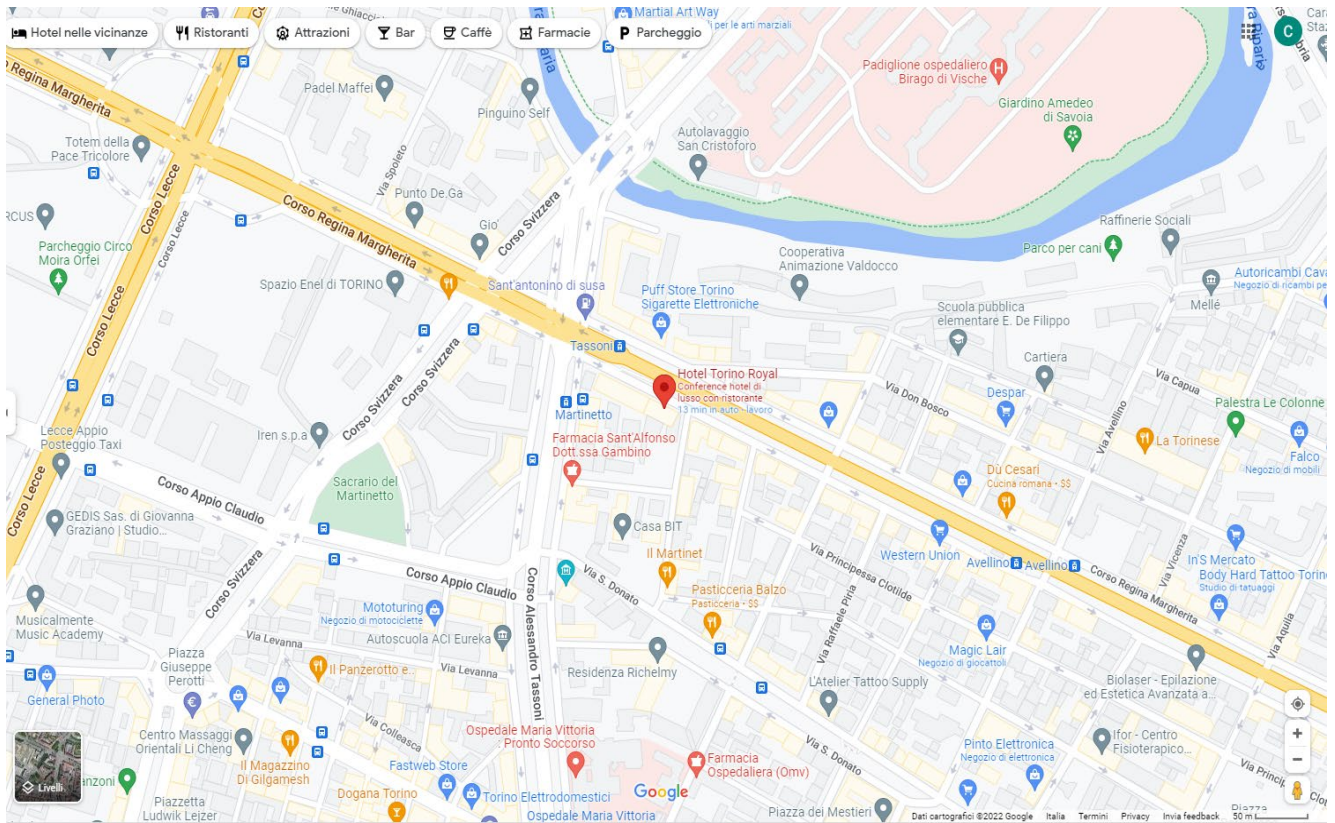 Hotel nelle vicinanze
Ristoranti
Attrazioni
Bar
Caffè
Farmacie
P Parcheggio
C
Martial Art Way
per le arti marziali
Padiglione ospedaliero
Birago di Vische
H
Giardino Amedeo
di Savoia
Corso Regina Margherita
Padel Maffei
Pinguino Self
Totem della
Pace Tricolore
Via Spoleto
Autolavaggio
San Cristoforo
Punto De.Ga
Corso Lecce
Corso Lecce
Corso Regina Margherita
Gio'
Corso Svizzera
Raffinerie Sociali
Parcheggio Circo
Moira Orfei
Parco per cani
Cooperativa
Animazione Valdocco
Spazio Enel di TORINO
Sant'antonino di susa
Puff Store Torino
Sigarette Elettroniche
Autoricambi Cava
Negozio di ricambi pe
Mellé
Scuola pubblica
elementare E. De Filippo
Corso Lecce
Tassoni
Cartiera
Corso Svizzera
Corso Svizzera
Hotel Torino Royal
Conference hotel di
lusso con ristorante
13 min in auto - lavoro
Via Don Bosco
Via Capua
Despar
Palestra Le Colonne
Martinetto
Via Avellino
Lecce Appio
Posteggio Taxi
Iren s.p.a
Farmacia Sant'Alfonso
Dott.ssa Gambino
La Torinese
Falco
Negozio di mobili
Corso Lecce
Corso Appio Claudio
Sacrario del
Martinetto
Du Cesari
Cucina romana - $$
GEDIS Sas. di Giovanna
Graziano | Studio...
Casa BIT
Western Union
Via Principessa Clotilde
Avellino
Avellino
Via Vicenza
In'S Mercato
Il Martinet
Corso Regina Margherita
Body Hard Tattoo Torino
Studio di tatuaggi
Corso Svizzera
Corso Appio Claudio
Via S. Donato
Pasticceria Balzo
Pasticceria - $$
Via Raffaele Piria
Mototuring
Negozio di motociclette
Corso Alessandro Tassoni
Musicalmente
Music Academy
Autoscuola ACI Eureka
Via Levanna
Via Levanna
Via Aquila
Piazza
Giuseppe
Perotti
Il Panzerotto e...
Residenza Richelmy
Magic Lair
Negozio di giocattoli
L'Atelier Tattoo Supply
Biolaser - Epilazione
ed Estetica Avanzata a...
General Photo
€
Via Colleasca
Centro Massaggi
Orientali Li Cheng
Ospedale Maria Vittoria
Pronto Soccorso
Via S. Donato
Ifor - Centro
Fisioterapico...
Pinto Elettronica
Negozio di elettronica
Il Magazzino
Di Gilgamesh
Fastweb Store
Farmacia
Ospedaliera (Omv)
Livelli
Google
Dogana Torino
Torino Elettrodomestici
Piazzetta
Ludwik Lejzer
Ospedale Maria Vittoria
Piazza dei Mestieri
Piazza
Dati cartografici ©2022 Google
Italia
Termini
Privacy
Invia feedback
50 m